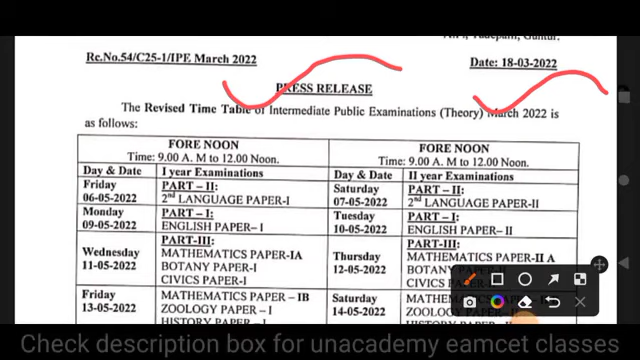 Guntur.
Rc.No.54/C25-1/IPE March 2022 Date: 18-03-2022
PRESS RELEASE
The Revised Time Table of Intermediate Public Examinations (Theory) March 2022 is
as follows:
FORE NOON
Time: 9.00 A. M to 12.00 Noon.
FORE NOON
Time: 9.00 A. M to 12.00 Noon.
Day & Date I year Examinations Day & Date II year Examinations
Friday
06-05-2022
PART – II:
2nd LANGUAGE PAPER-I
Saturday
07-05-2022
PART – II:
2nd LANGUAGE PAPER-II
Monday
09-05-2022
PART – I:
ENGLISH PAPER– I
Tuesday
10-05-2022
PART – I:
ENGLISH PAPER – II
Wednesday
11-05-2022
PART-III:
MATHEMATICS PAPER-IA
BOTANY PAPER-I
CIVICS PAPER-I
Thursday
12-05-2022
PART-III:
MATHEMATICS PAPER-II A
BOTANY
CIVICS
Friday
13-05-2022
MATHEMATICS PAPER – IB
ZOOLOGY PAPER – I
HISTORY PAPER – I
Saturday
14-05-2022
ZOOLOGY
HISTORY
Check description box for unacademy eamcet classes